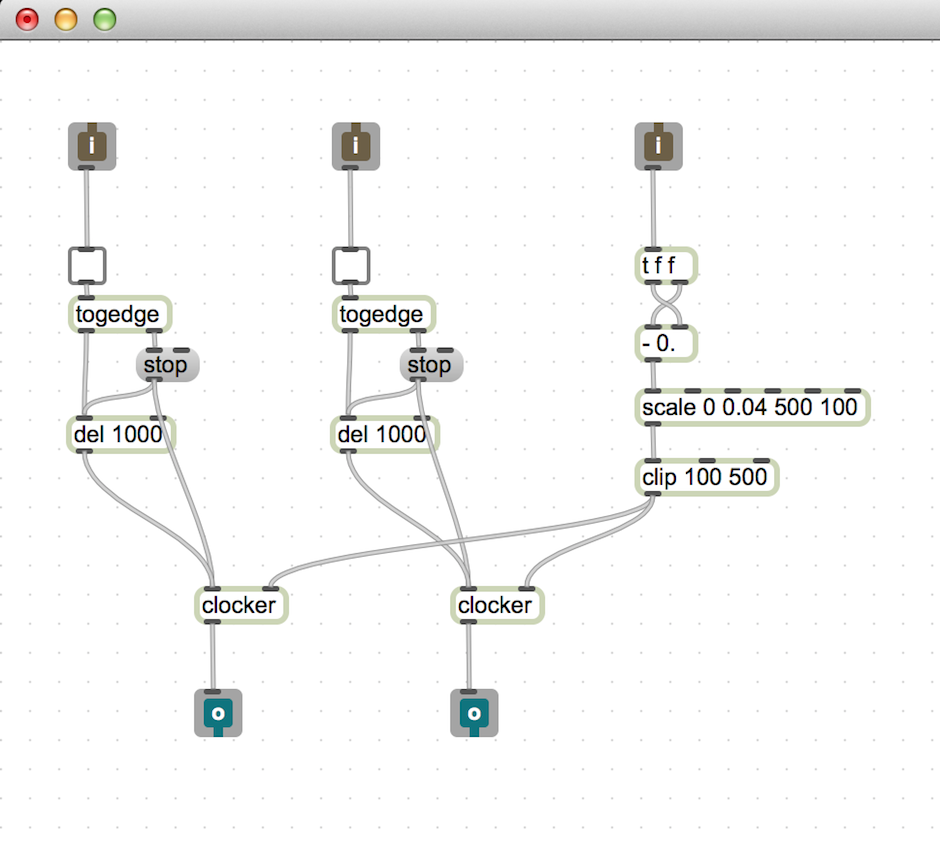 i
i
i
t f f
togedge
togedge
- 0.
stop
stop
scale 0 0.04 500 100
del 1000
del 1000
clip 100 500
clocker
clocker
o
o